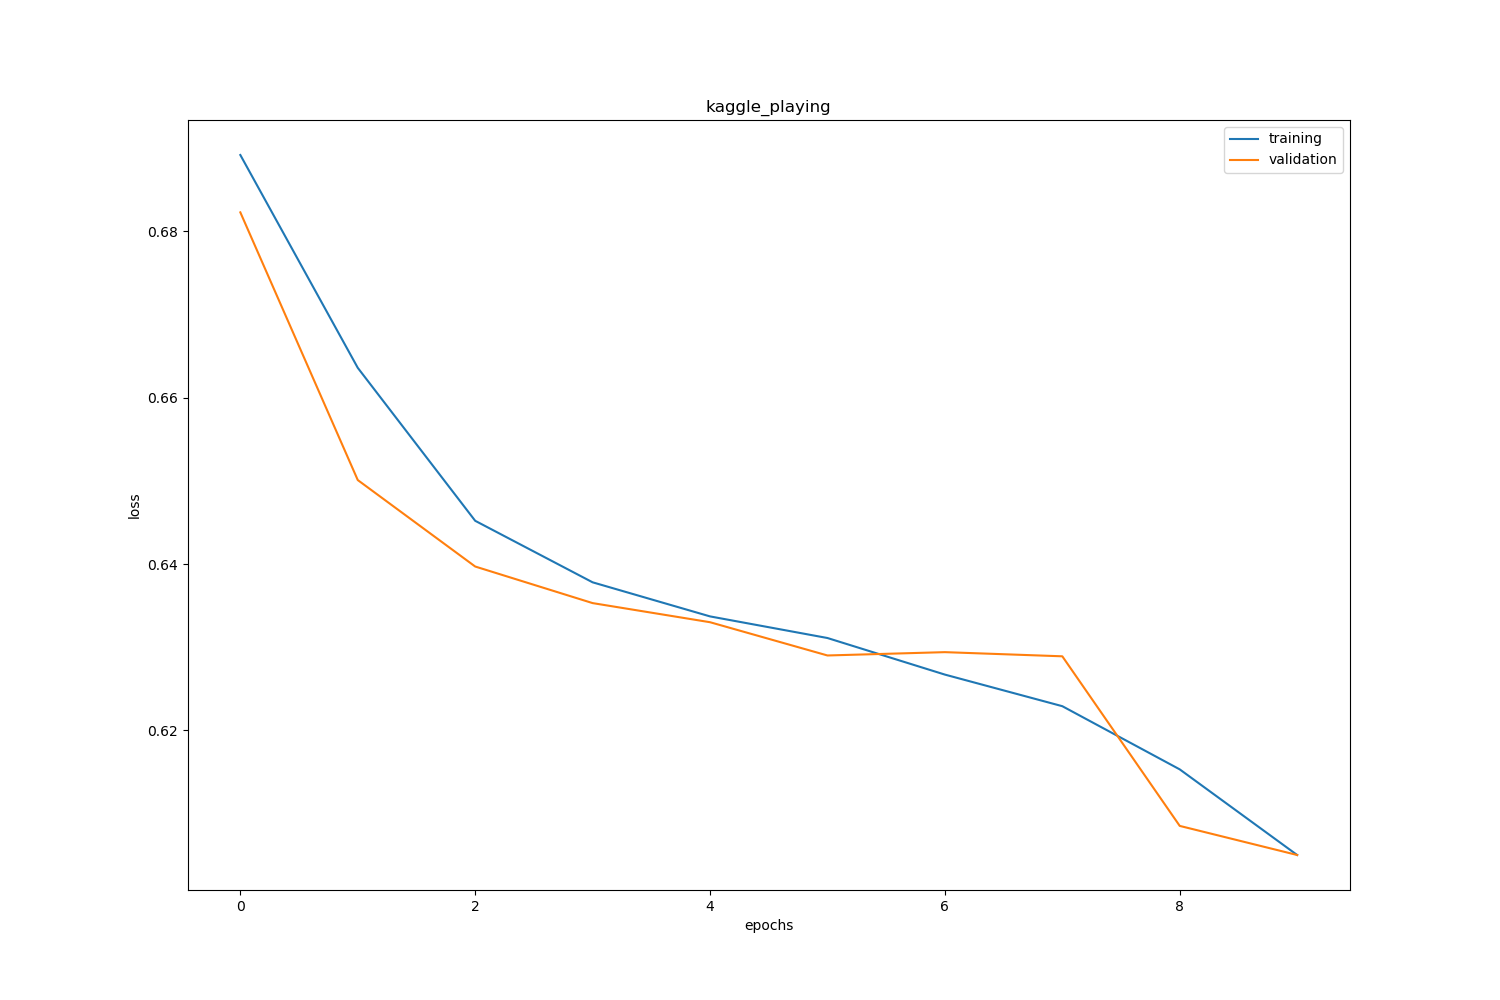 kaggle_playing
training
validation
0.68
0.66
0.64
0.62
loss
0 2 4 6 8
epochs